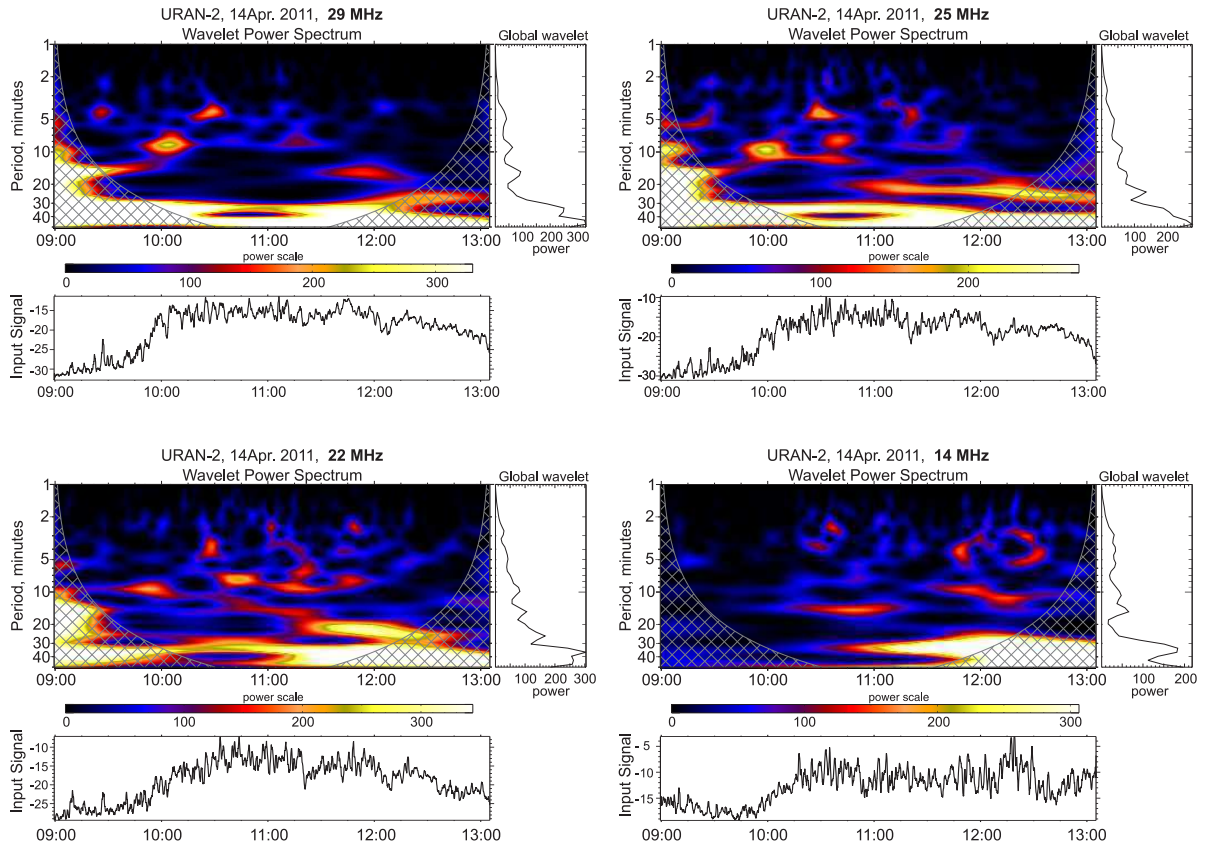 URAN-2, 14Apr. 2011, 29 MHz
Wavelet Power Spectrum
Global wavelet
Period, minutes
1
2
5
10
20
30
40
09:00 10:00 11:00 12:00 13:00
100 200 300
power
power scale
0 100 200 300
Input Signal
-15
-20
-25
-30
09:00 10:00 11:00 12:00 13:00
URAN-2, 14Apr. 2011, 25 MHz
Wavelet Power Spectrum
Global wavelet
Period, minutes
1
2
5
10
20
30
40
09:00 10:00 11:00 12:00 13:00
100 200
power
power scale
0 100 200
Input Signal
-10
-20
-30
09:00 10:00 11:00 12:00 13:00
URAN-2, 14Apr. 2011, 22 MHz
Wavelet Power Spectrum
Global wavelet
Period, minutes
1
2
5
10
20
30
40
09:00 10:00 11:00 12:00 13:00
100 200 300
power
power scale
0 100 200 300
Input Signal
-10
-15
-20
-25
09:00 10:00 11:00 12:00 13:00
URAN-2, 14Apr. 2011, 14 MHz
Wavelet Power Spectrum
Global wavelet
Period, minutes
1
2
5
10
20
30
40
09:00 10:00 11:00 12:00 13:00
0 100 200
power
power scale
0 100 200 300
Input Signal
- 5
-10
-15
09:00 10:00 11:00 12:00 13:00